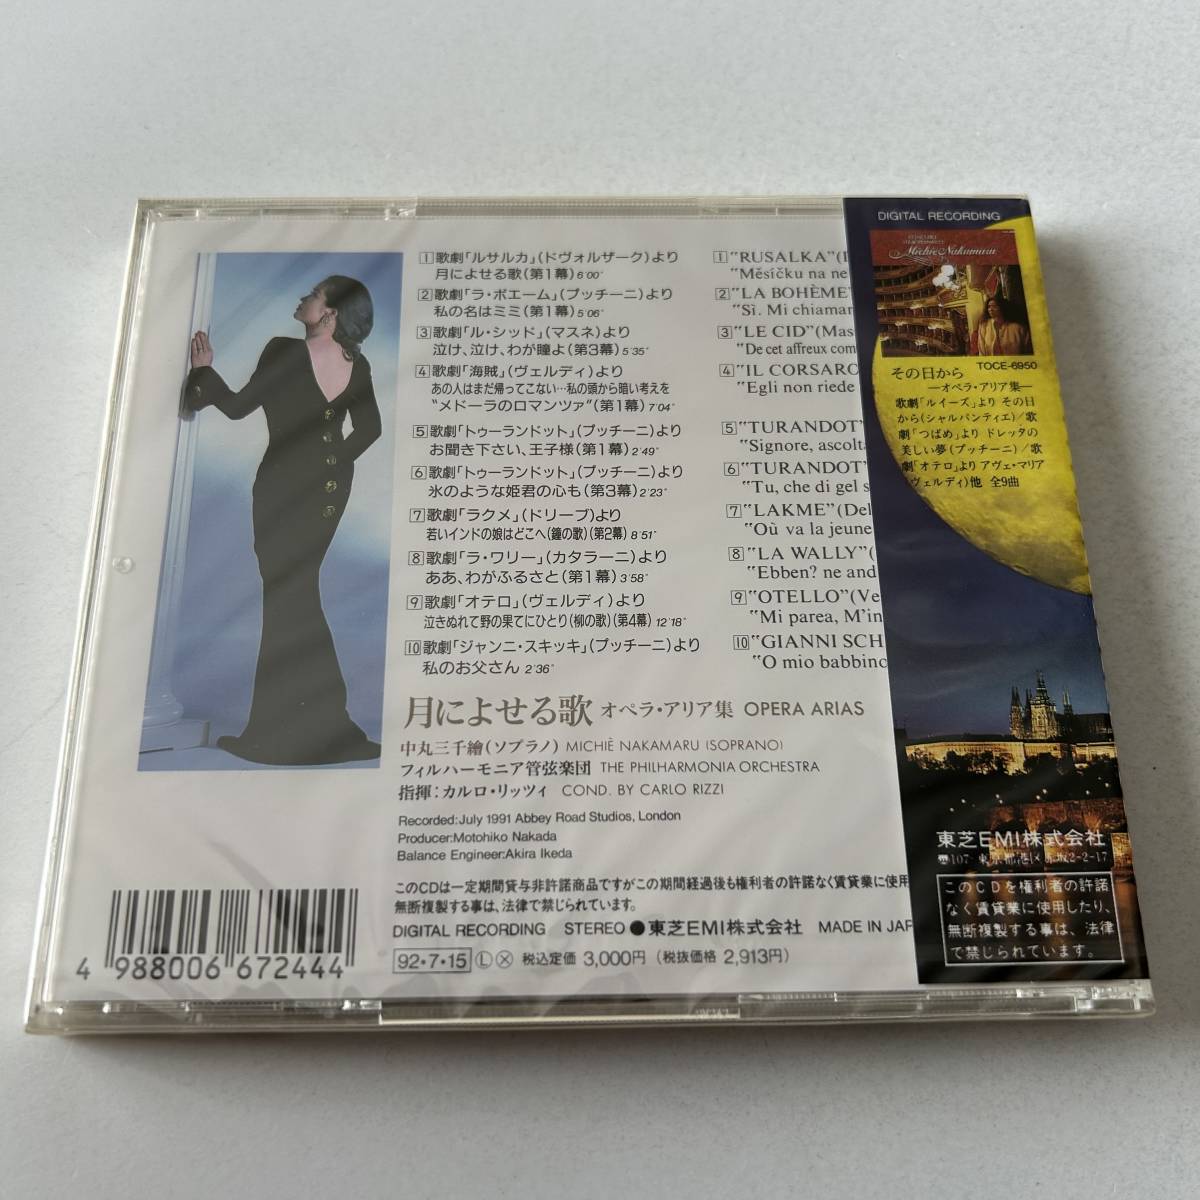 1 歌劇「ルサルカ」(ドヴォルザーク)より
月によせる歌(第1幕) 6'00"
2 歌劇「ラ・ボエーム」(プッチーニ)より
私の名はミミ(第1幕) 5'06"
3 歌劇「ル・シッド」(マスネ)より
泣け、泣け、わが瞳よ(第3幕) 5'35"
4 歌劇「海賊」(ヴェルディ)より
あの人はまだ帰ってこない…私の頭から暗い考えを
"メドーラのロマンツァ"(第1幕) 7'04"
5 歌劇「トゥーランドット」(プッチーニ)より
お聞き下さい、王子様(第1幕) 2'49"
6 歌劇「トゥーランドット」(プッチーニ)より
氷のような姫君の心も(第3幕) 2'23"
7 歌劇「ラクメ」(ドリーブ)より
若いインドの娘はどこへ(鐘の歌)(第2幕) 8'51"
8 歌劇「ラ・ワリー」(カタラーニ)より
ああ、わがふるさと(第1幕) 3'58"
9 歌劇「オテロ」(ヴェルディ)より
泣きぬれて野の果てにひとり(柳の歌)(第4幕) 12'18"
10 歌劇「ジャンニ・スキッキ」(プッチーニ)より
私のお父さん 2'36"
1 "RUSALKA"(
"Měsíčku na ne
2 "LA BOHÈME"
"Sì. Mi chiamar
3 "LE CID"(Mas
"De cet affreux com
4 "IL CORSARO
"Egli non riede
5 "TURANDOT"
"Signore, ascolta
6 "TURANDOT"
"Tu, che di gel s
7 "LAKME"(Del
"Où va la jeune
8 "LA WALLY"(
"Ebben? ne and
9 "OTELLO"(Ve
"Mi parea, M'in
10 "GIANNI SCH
"O mio babbino
月によせる歌 オペラ・アリア集 OPERA ARIAS
中丸三千繪(ソプラノ) MICHIÈ NAKAMARU (SOPRANO)
フィルハーモニア管弦楽団 THE PHILHARMONIA ORCHESTRA
指揮：カルロ・リッツィ COND. BY CARLO RIZZI
Recorded:July 1991 Abbey Road Studios, London
Producer:Motohiko Nakada
Balance Engineer:Akira Ikeda
このCDは一定期間貸与非許諾商品ですがこの期間経過後も権利者の許諾なく賃貸業に使用
無断複製する事は、法律で禁じられています。
DIGITAL RECORDING STEREO ●東芝EMI株式会社 MADE IN JAP
92・7・15 Ⓛ Ⓧ 税込定価 3,000円 (税抜価格 2,913円)
4 988006 672444
DIGITAL RECORDING
Michie Nakamaru
TOCE-6950
その日から
—オペラ・アリア集—
歌劇「ルイーズ」より その日
から(シャルパンティエ)/歌
劇「つばめ」より ドレッタの
美しい夢(プッチーニ)/歌
劇「オテロ」より アヴェ・マリア
(ヴェルディ)他 全9曲
東芝EMI株式会社
〠107 東京都港区赤坂2-2-17
このCDを権利者の許諾
なく賃貸業に使用したり、
無断複製する事は、法律
で禁じられています。